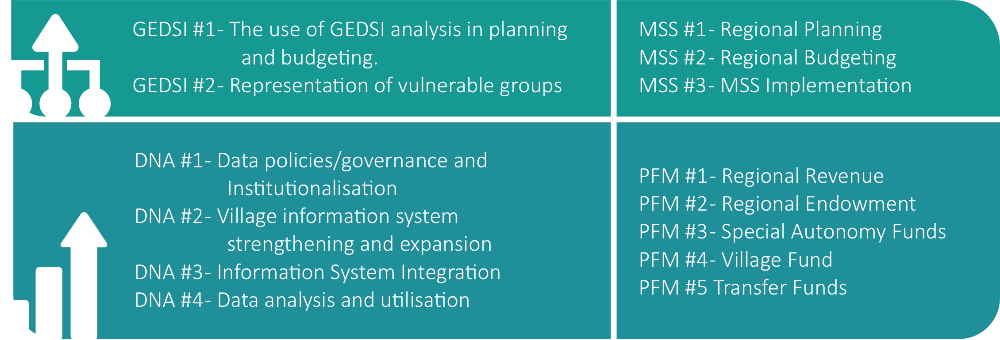 GEDSI #1- The use of GEDSI analysis in planning
and budgeting.
GEDSI #2- Representation of vulnerable groups
MSS #1- Regional Planning
MSS #2- Regional Budgeting
MSS #3- MSS Implementation
DNA #1- Data policies/governance and
Institutionalisation
DNA #2- Village information system
strengthening and expansion
DNA #3- Information System Integration
DNA #4- Data analysis and utilisation
PFM #1- Regional Revenue
PFM #2- Regional Endowment
PFM #3- Special Autonomy Funds
PFM #4- Village Fund
PFM #5 Transfer Funds